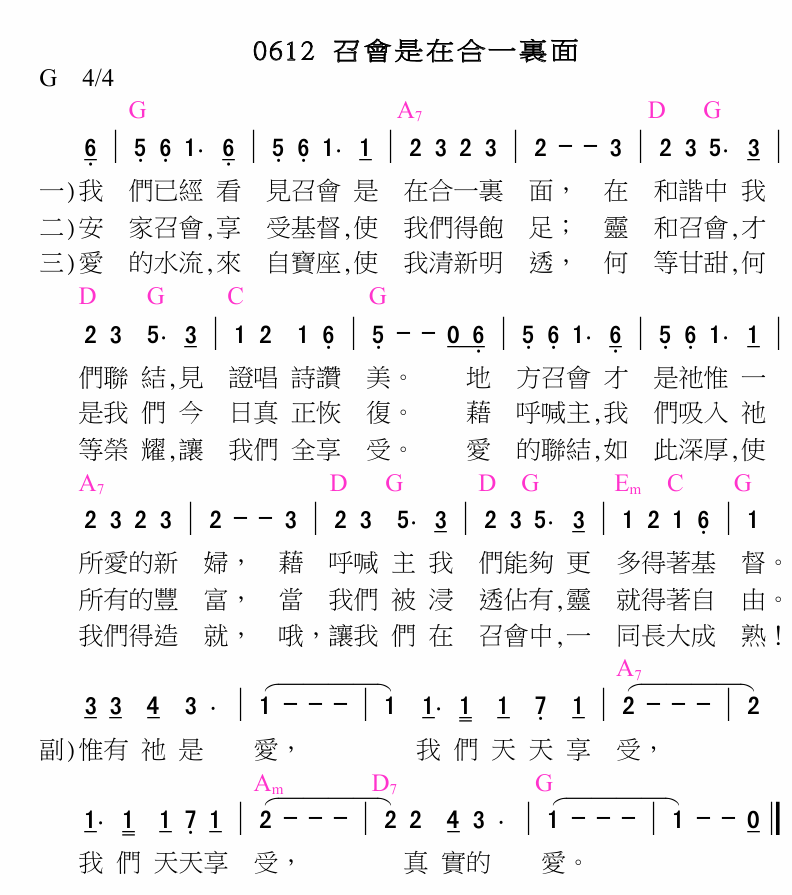 0612 召會是在合一裏面
G 4/4
G A7 D G
6 | 5 6 1· 6 | 5 6 1· 1 | 2 3 2 3 | 2 - - 3 | 2 3 5· 3 |
一)我 們已經 看 見召會 是 在合一裏 面， 在 和諧中 我
二)安 家召會,享 受基督,使 我們得飽 足； 靈 和召會,才
三)愛 的水流,來 自寶座,使 我清新明 透， 何 等甘甜,何
D G C G
2 3 5· 3 | 1 2 1 6 | 5 - - 0 6 | 5 6 1· 6 | 5 6 1· 1 |
們聯 結,見 證唱 詩讚 美。 地 方召會 才 是祂惟 一
是我 們 今 日真 正恢 復。 藉 呼喊主,我 們吸入 祂
等榮 耀,讓 我們 全享 受。 愛 的聯結,如 此深厚,使
A7 D G D G Em C G
2 3 2 3 | 2 - - 3 | 2 3 5· 3 | 2 3 5· 3 | 1 2 1 6 | 1
所愛的新 婦， 藉 呼喊 主 我 們能夠 更 多得著基 督。
所有的豐 富， 當 我們 被 浸 透佔有,靈 就得著自 由。
我們得造 就， 哦，讓我 們 在 召會中,一 同長大成 熟！
A7
3 3 4 3 · | 1 - - - | 1 1· 1 1 7 1 | 2 - - - | 2
副)惟有 祂 是 愛， 我 們 天 天 享 受，
Am D7 G
1· 1 1 7 1 | 2 - - - | 2 2 4 3 · | 1 - - - | 1 - - 0 ‖
我 們 天天享 受， 真 實的 愛。